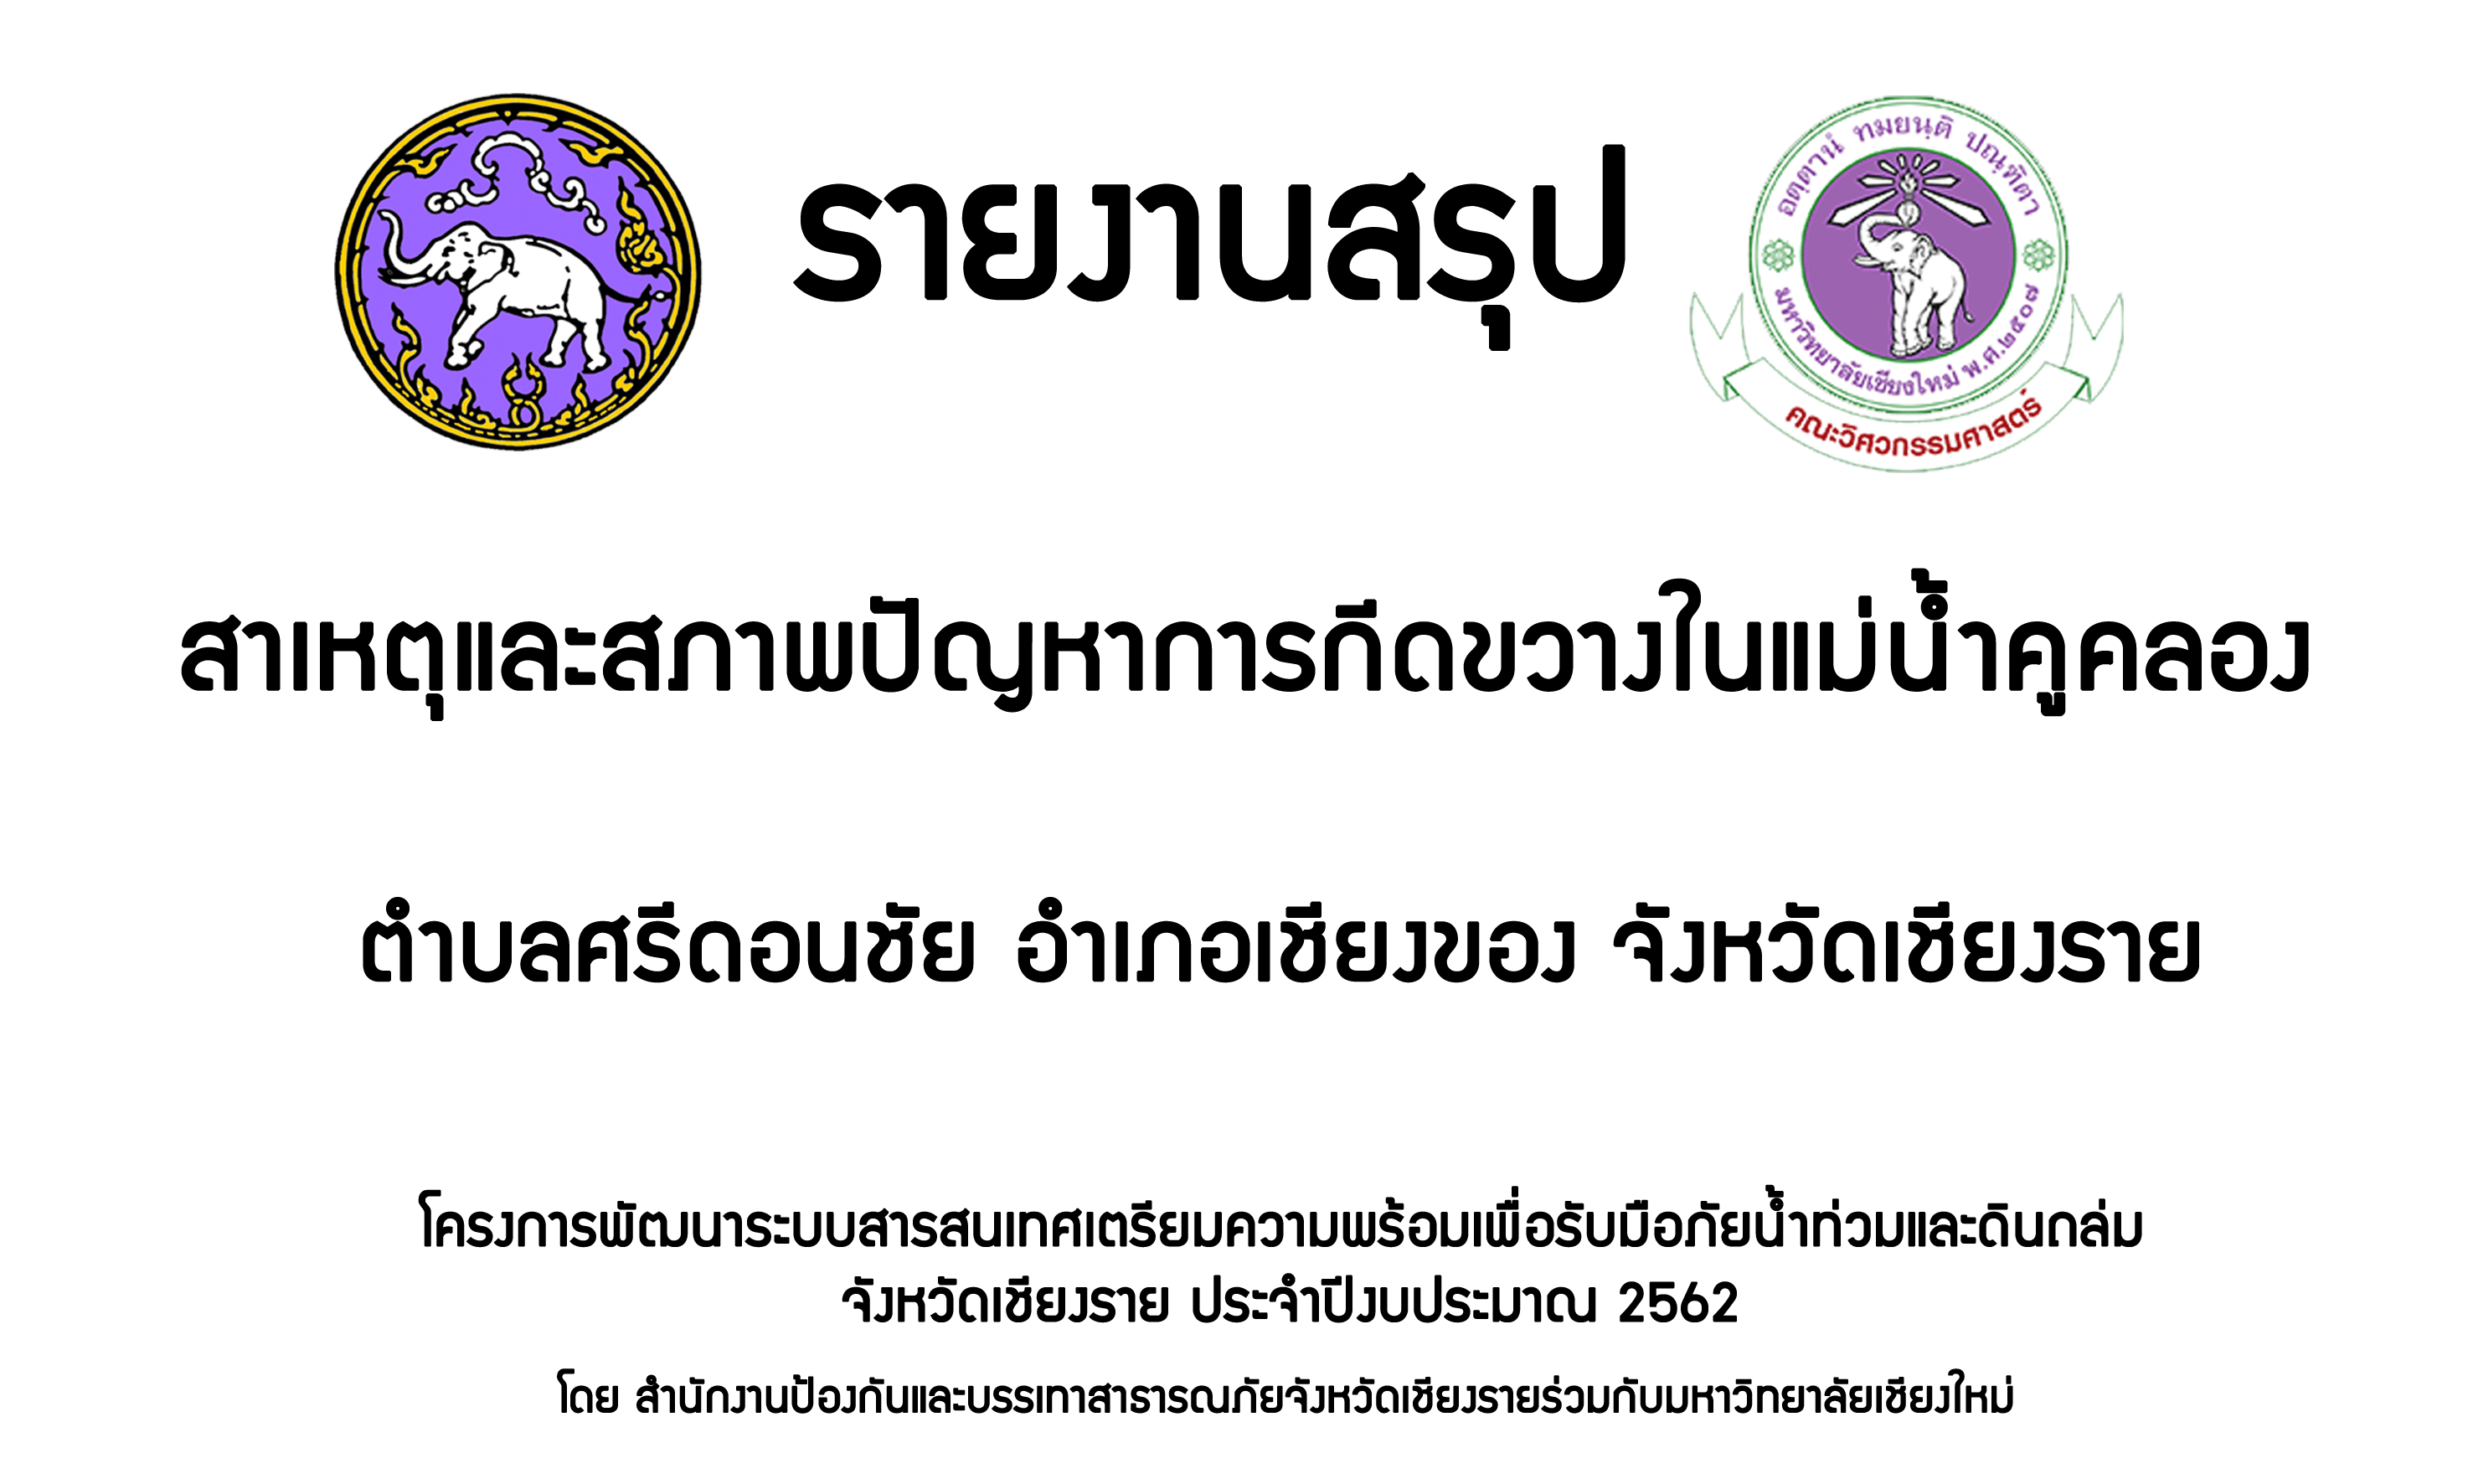 รายงานสรุป
อตฺตานํ ทมยนฺติ ปณฺฑิตา
มหาวิทยาลัยเชียงใหม่ พ.ศ.๒๕๐๗
คณะวิศวกรรมศาสตร์
สาเหตุและสภาพปัญหาการกีดขวางในแม่น้ำคูคลอง
ตำบลศรีดอนชัย อำเภอเชียงของ จังหวัดเชียงราย
โครงการพัฒนาระบบสารสนเทศเตรียมความพร้อมเพื่อรับมือภัยน้ำท่วมและดินถล่ม
จังหวัดเชียงราย ประจำปีงบประมาณ 2562
โดย สำนักงานป้องกันและบรรเทาสาธารณภัยจังหวัดเชียงรายร่วมกับมหาวิทยาลัยเชียงใหม่